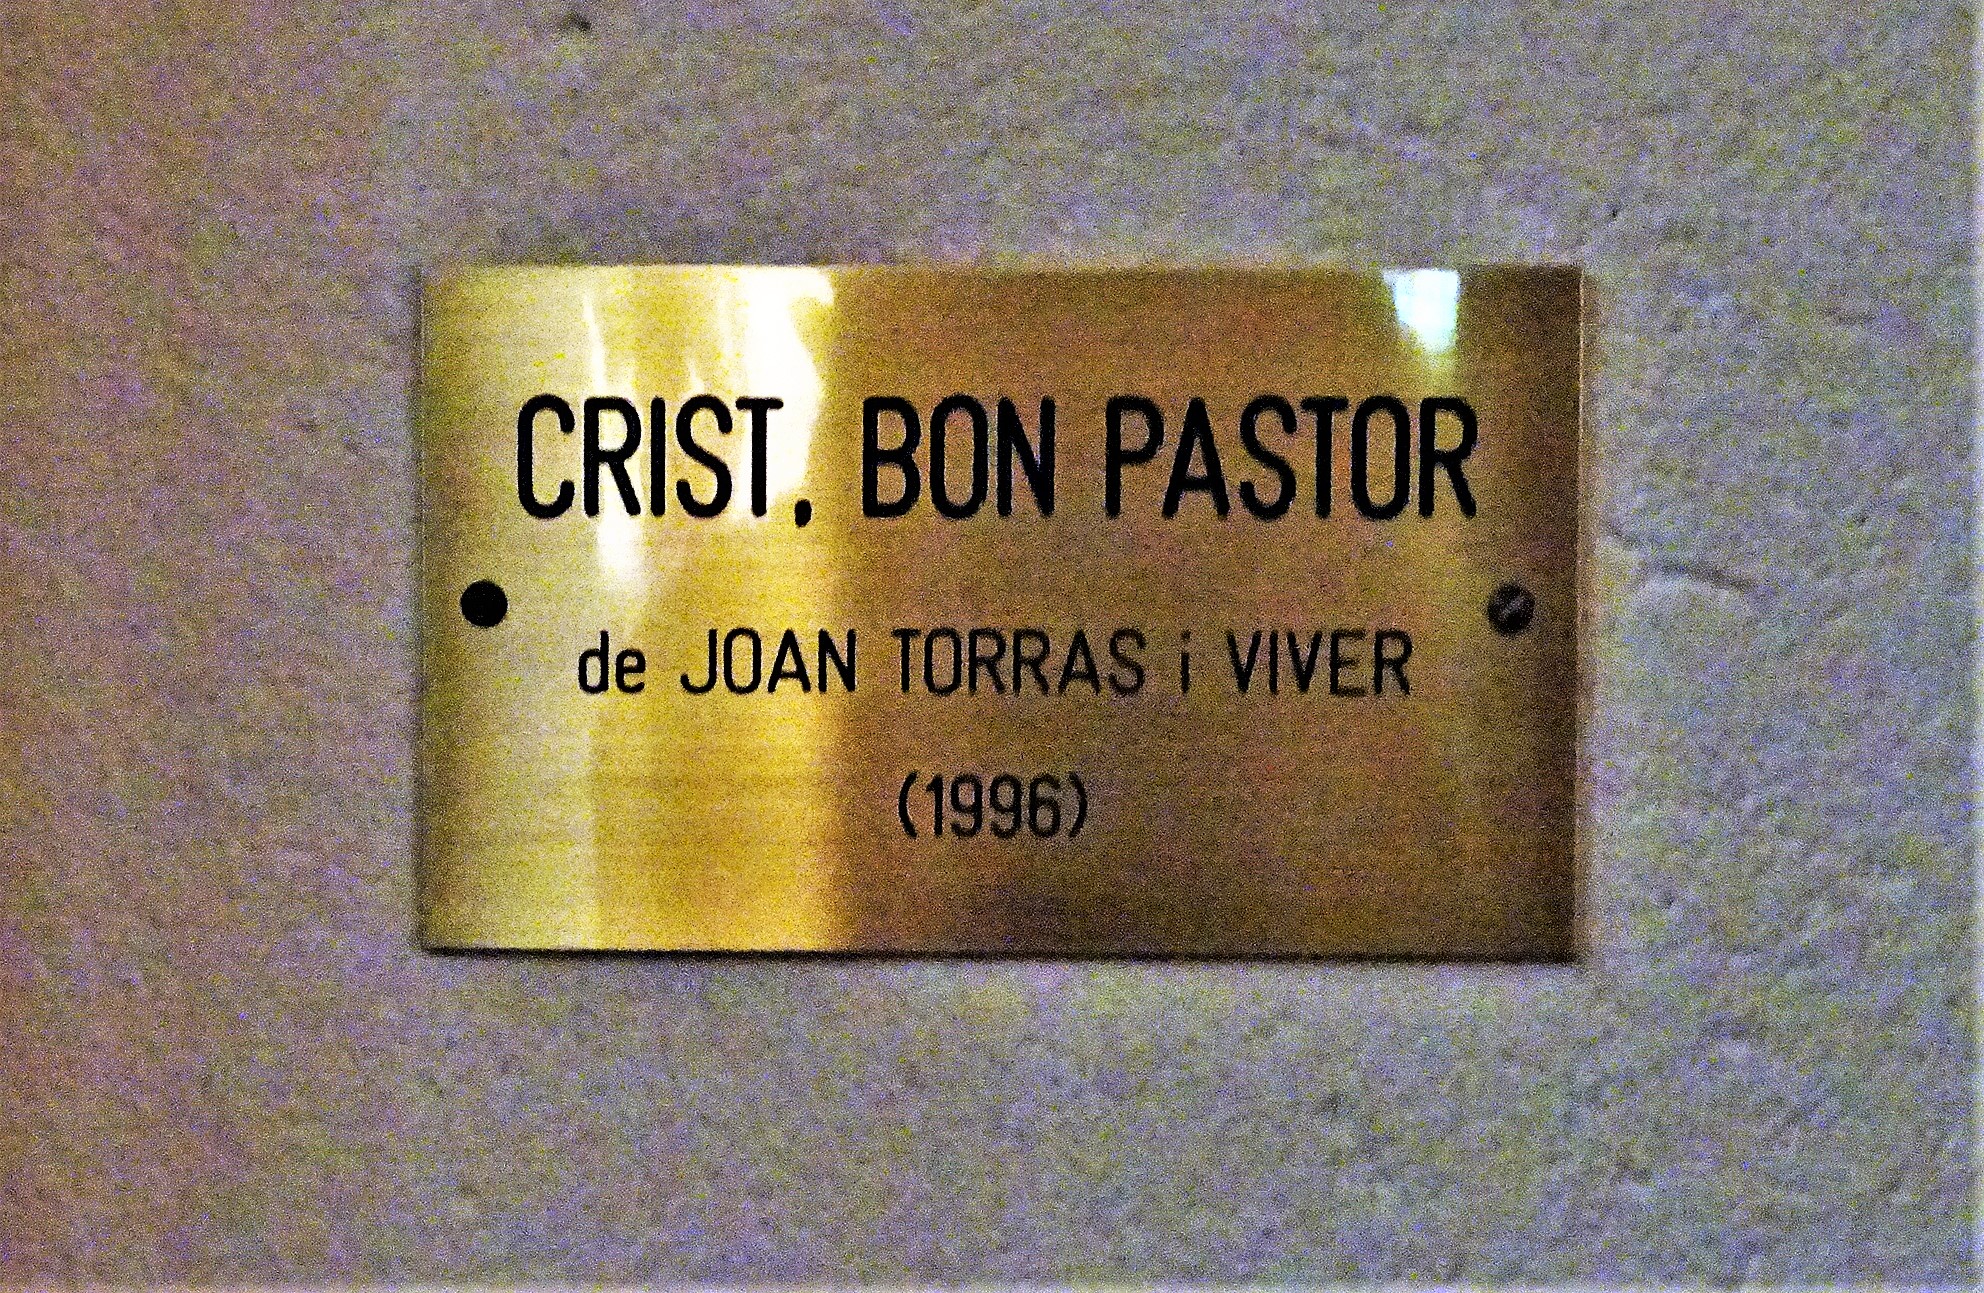 CRIST, BON PASTOR
de JOAN TORRAS i VIVER
(1996)